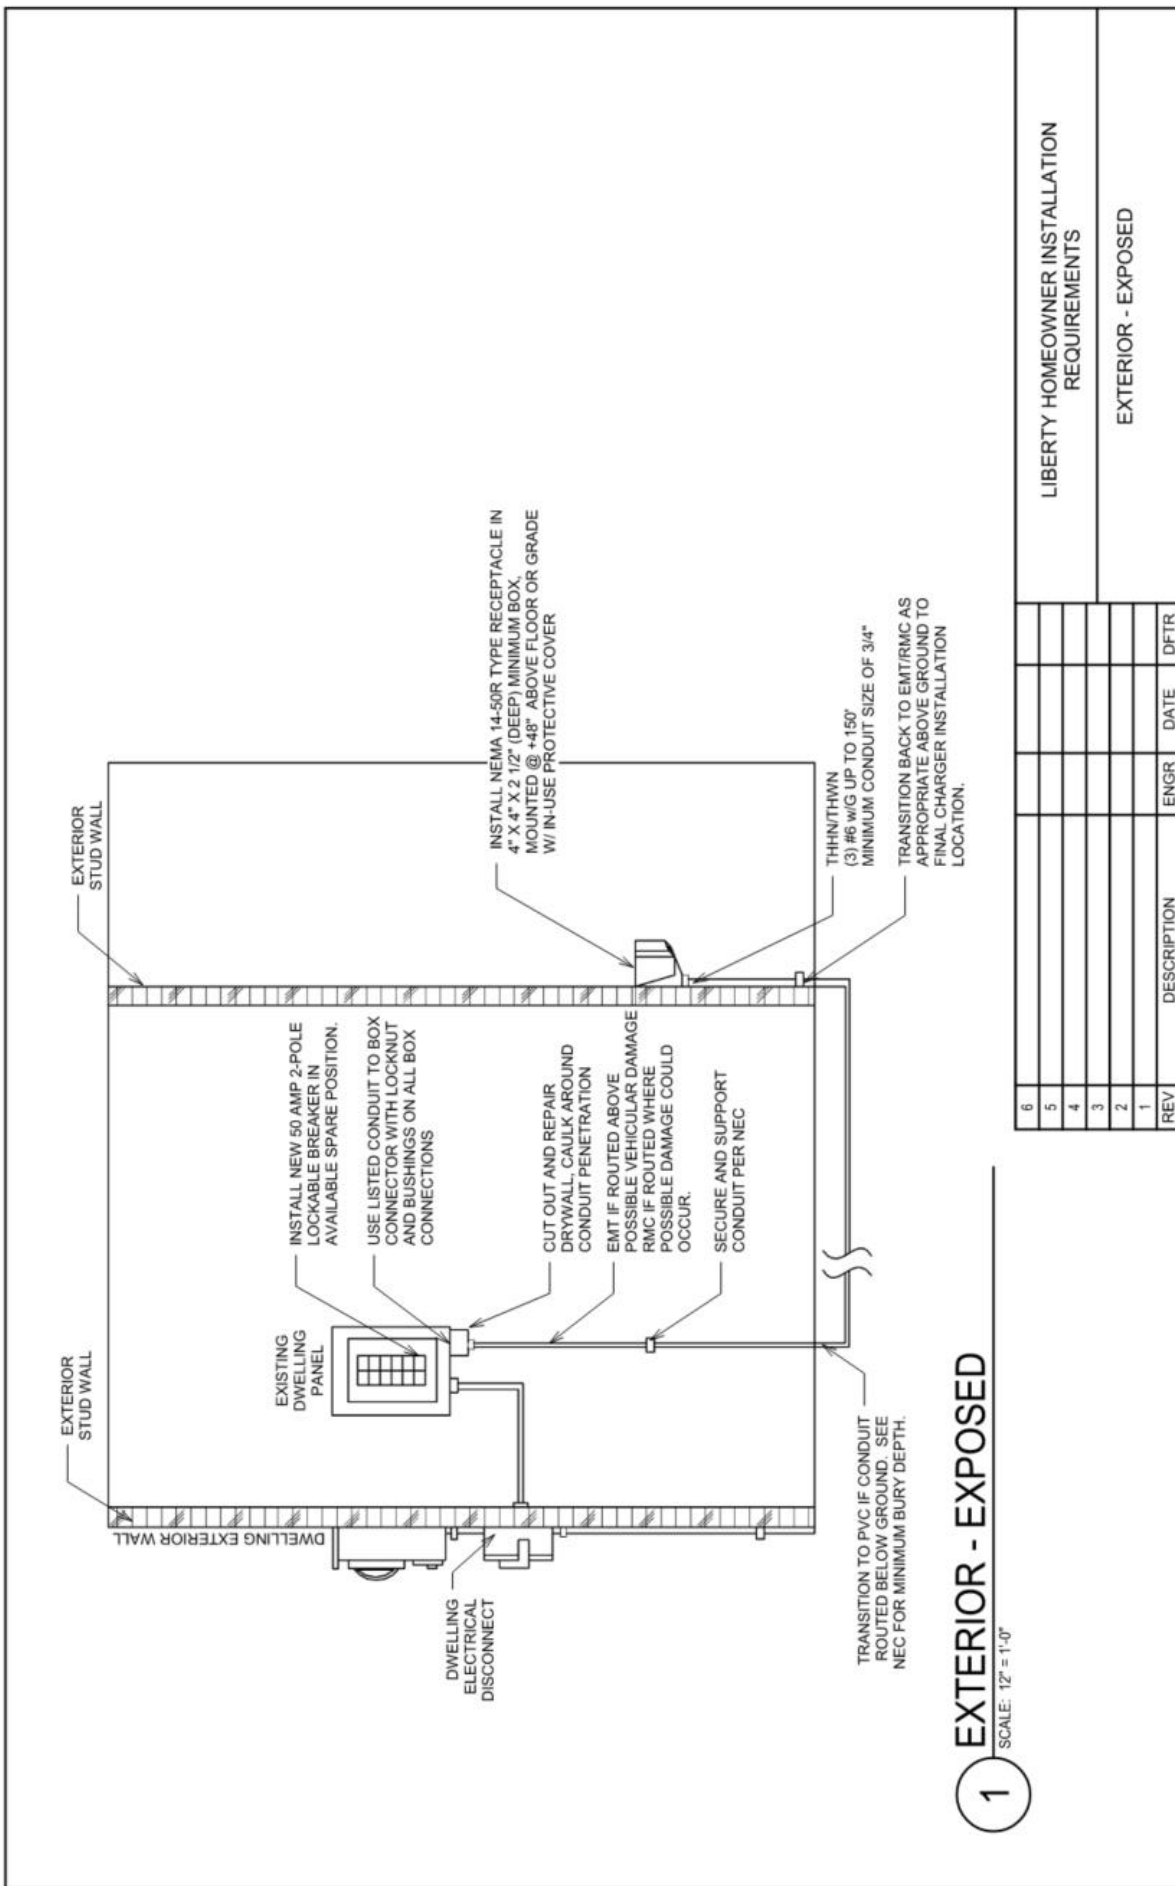 EXTERIOR
STUD WALL
EXTERIOR
STUD WALL
DWELLING EXTERIOR WALL
EXISTING
DWELLING
PANEL
INSTALL NEW 50 AMP 2-POLE
LOCKABLE BREAKER IN
AVAILABLE SPARE POSITION.
USE LISTED CONDUIT TO BOX
CONNECTOR WITH LOCKNUT
AND BUSHINGS ON ALL BOX
CONNECTIONS
DWELLING
ELECTRICAL
DISCONNECT
CUT OUT AND REPAIR
DRYWALL, CAULK AROUND
CONDUIT PENETRATION
EMT IF ROUTED ABOVE
POSSIBLE VEHICULAR DAMAGE
RMC IF ROUTED WHERE
POSSIBLE DAMAGE COULD
OCCUR.
SECURE AND SUPPORT
CONDUIT PER NEC
INSTALL NEMA 14-50R TYPE RECEPTACLE IN
4" X 4" X 2 1/2" (DEEP) MINIMUM BOX,
MOUNTED @ +48" ABOVE FLOOR OR GRADE
W/ IN-USE PROTECTIVE COVER
THHN/THWN
(3) #6 w/G UP TO 150'
MINIMUM CONDUIT SIZE OF 3/4"
TRANSITION BACK TO EMT/RMC AS
APPROPRIATE ABOVE GROUND TO
FINAL CHARGER INSTALLATION
LOCATION.
TRANSITION TO PVC IF CONDUIT
ROUTED BELOW GROUND. SEE
NEC FOR MINIMUM BURY DEPTH.
1
EXTERIOR - EXPOSED
SCALE: 12" = 1'-0"
6
5
4
3
2
1
REV DESCRIPTION ENGR DATE DFTR
LIBERTY HOMEOWNER INSTALLATION
REQUIREMENTS
EXTERIOR - EXPOSED